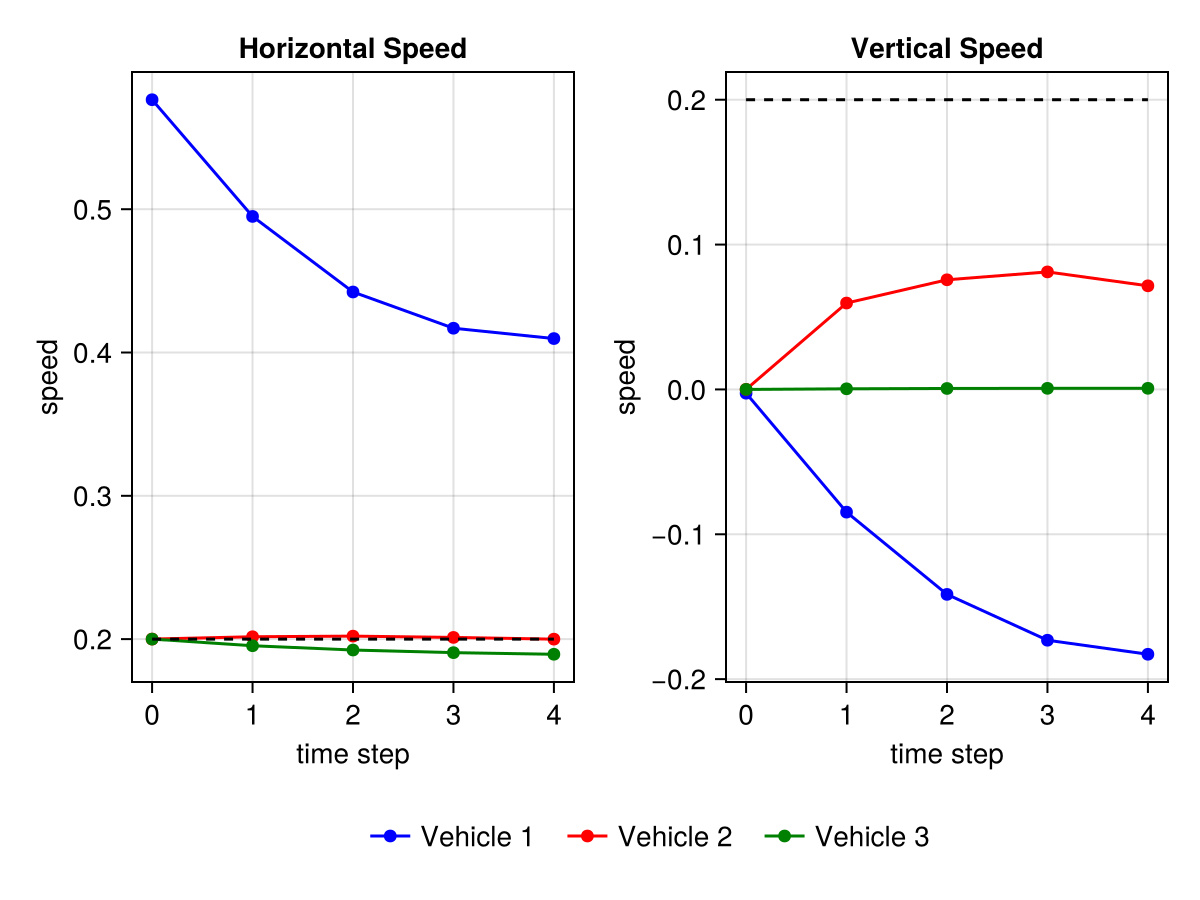 Horizontal Speed
speed
0.5
0.4
0.3
0.2
0 1 2 3 4
time step
Vertical Speed
speed
0.2
0.1
0.0
−0.1
−0.2
0 1 2 3 4
time step
Vehicle 1 Vehicle 2 Vehicle 3